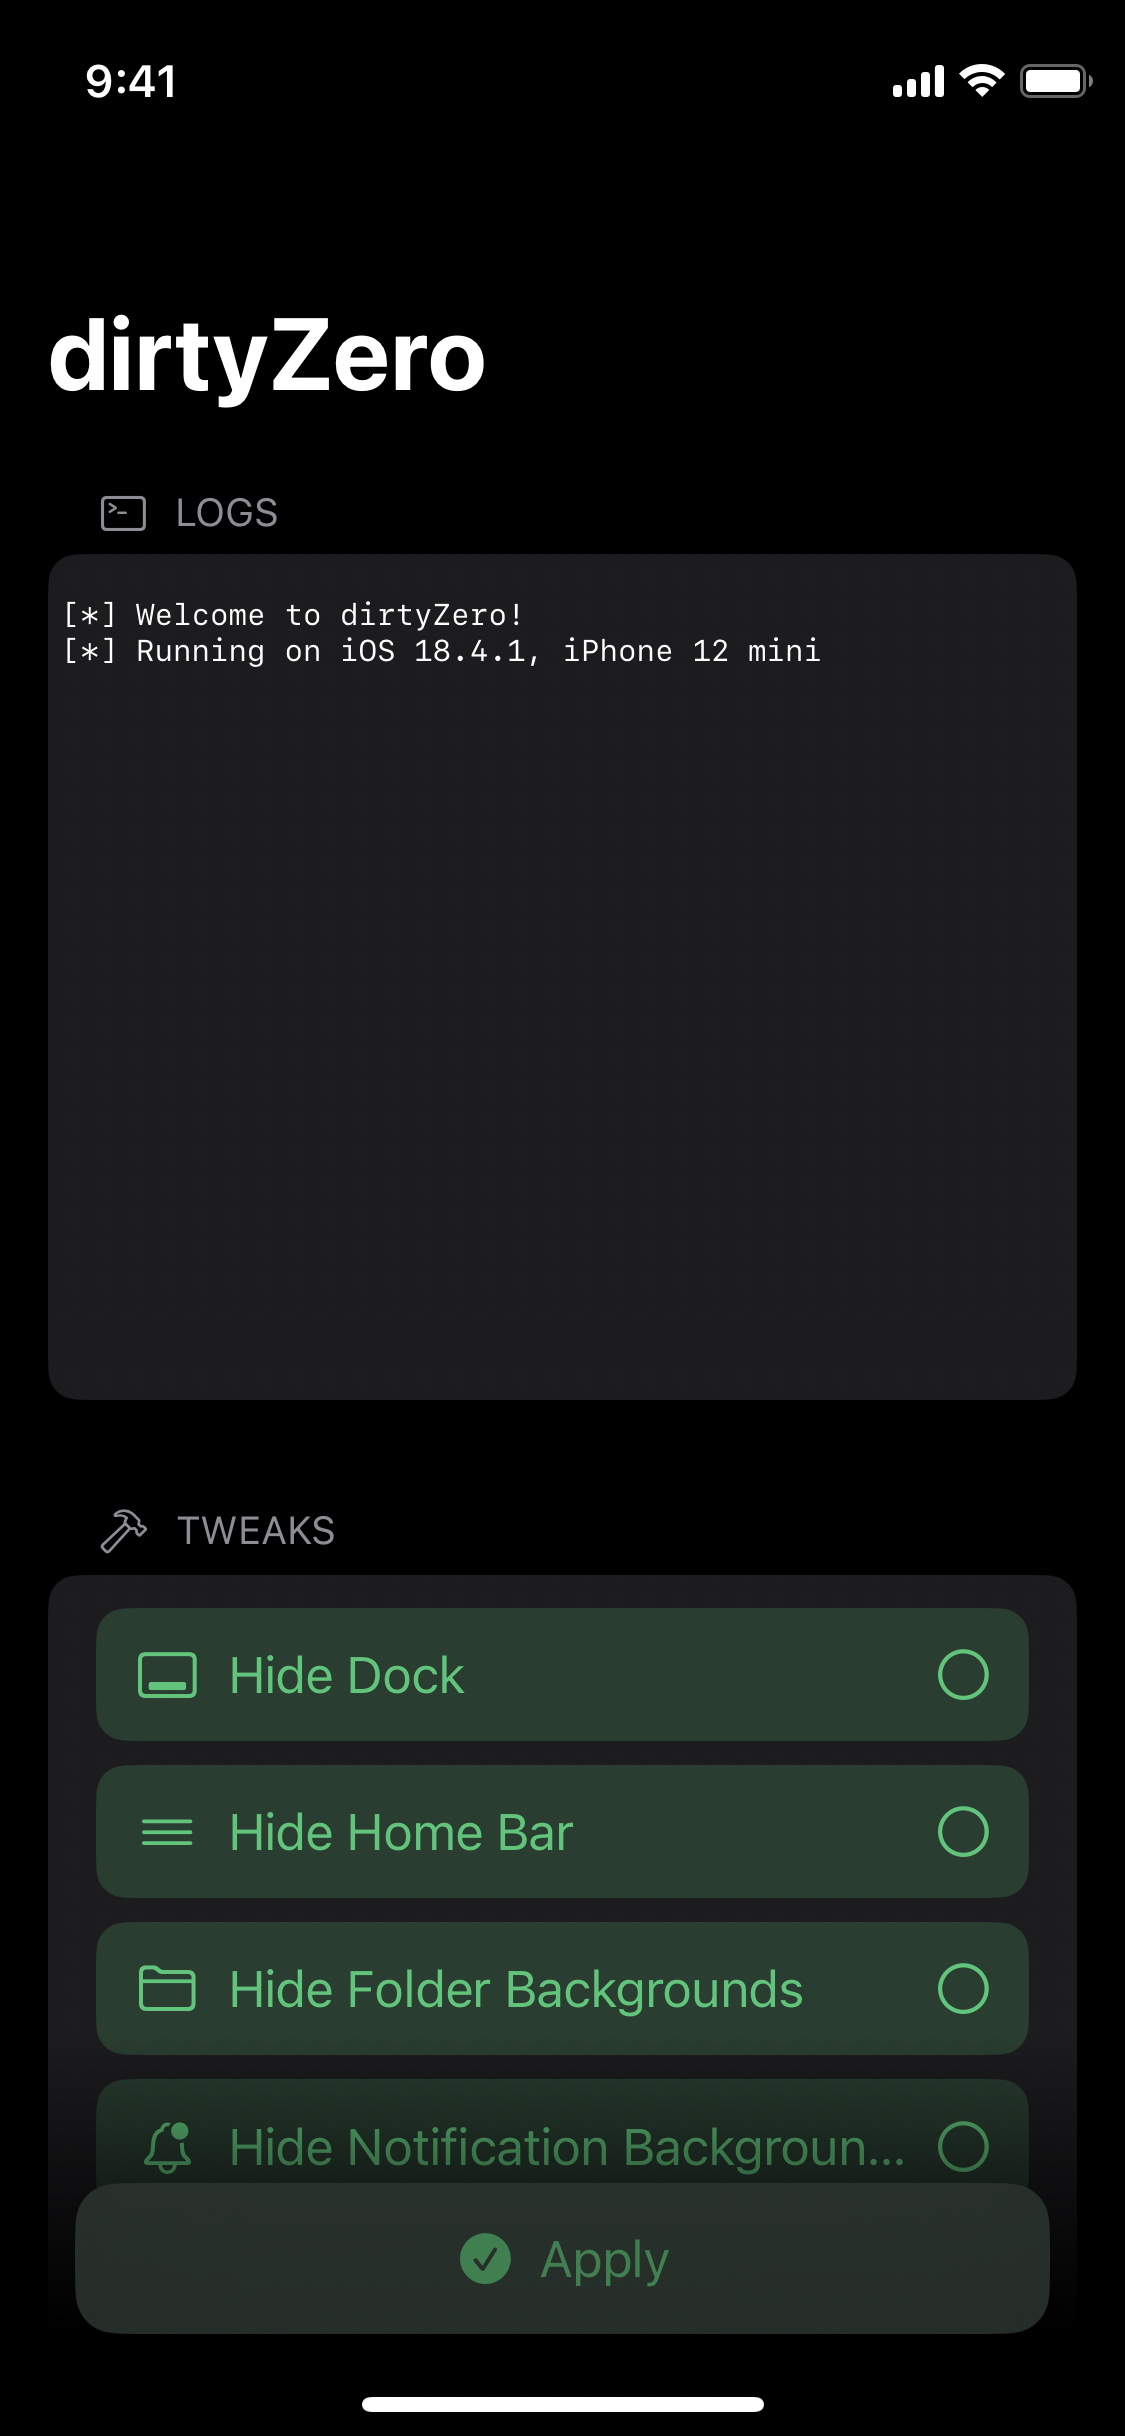 9:41
dirtyZero
LOGS
[*] Welcome to dirtyZero!
[*] Running on iOS 18.4.1, iPhone 12 mini
TWEAKS
Hide Dock
Hide Home Bar
Hide Folder Backgrounds
Hide Notification Backgroun...
Apply